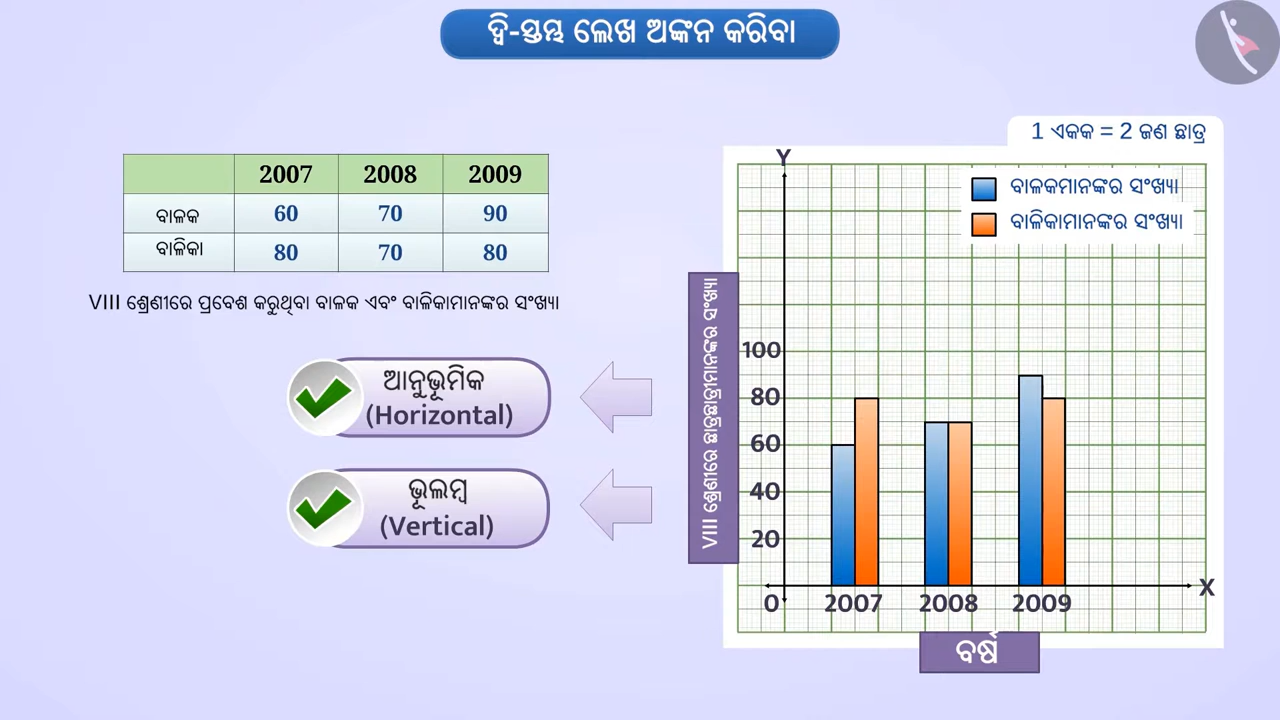 ଦ୍ଵି-ସ୍ତମ୍ଭ ଲେଖ ଅଙ୍କନ କରିବା
1 ଏକକ = 2 ଜଣ ଛାତ୍ର
2007 2008 2009
ବାଳକ 60 70 90
ବାଳିକା 80 70 80
VIII ଶ୍ରେଣୀରେ ପ୍ରବେଶ କରୁଥିବା ବାଳକ ଏବଂ ବାଳିକାମାନଙ୍କର ସଂଖ୍ୟା
ଆନୁଭୂମିକ
(Horizontal)
ଭୂଲମ୍ବ
(Vertical)
Y
ବାଳକମାନଙ୍କର ସଂଖ୍ୟା
ବାଳିକାମାନଙ୍କର ସଂଖ୍ୟା
VIII ଶ୍ରେଣୀରେ ଛାତ୍ରଛାତ୍ରୀମାନଙ୍କର ସଂଖ୍ୟା
100
80
60
40
20
0
X
2007 2008 2009
ବର୍ଷ